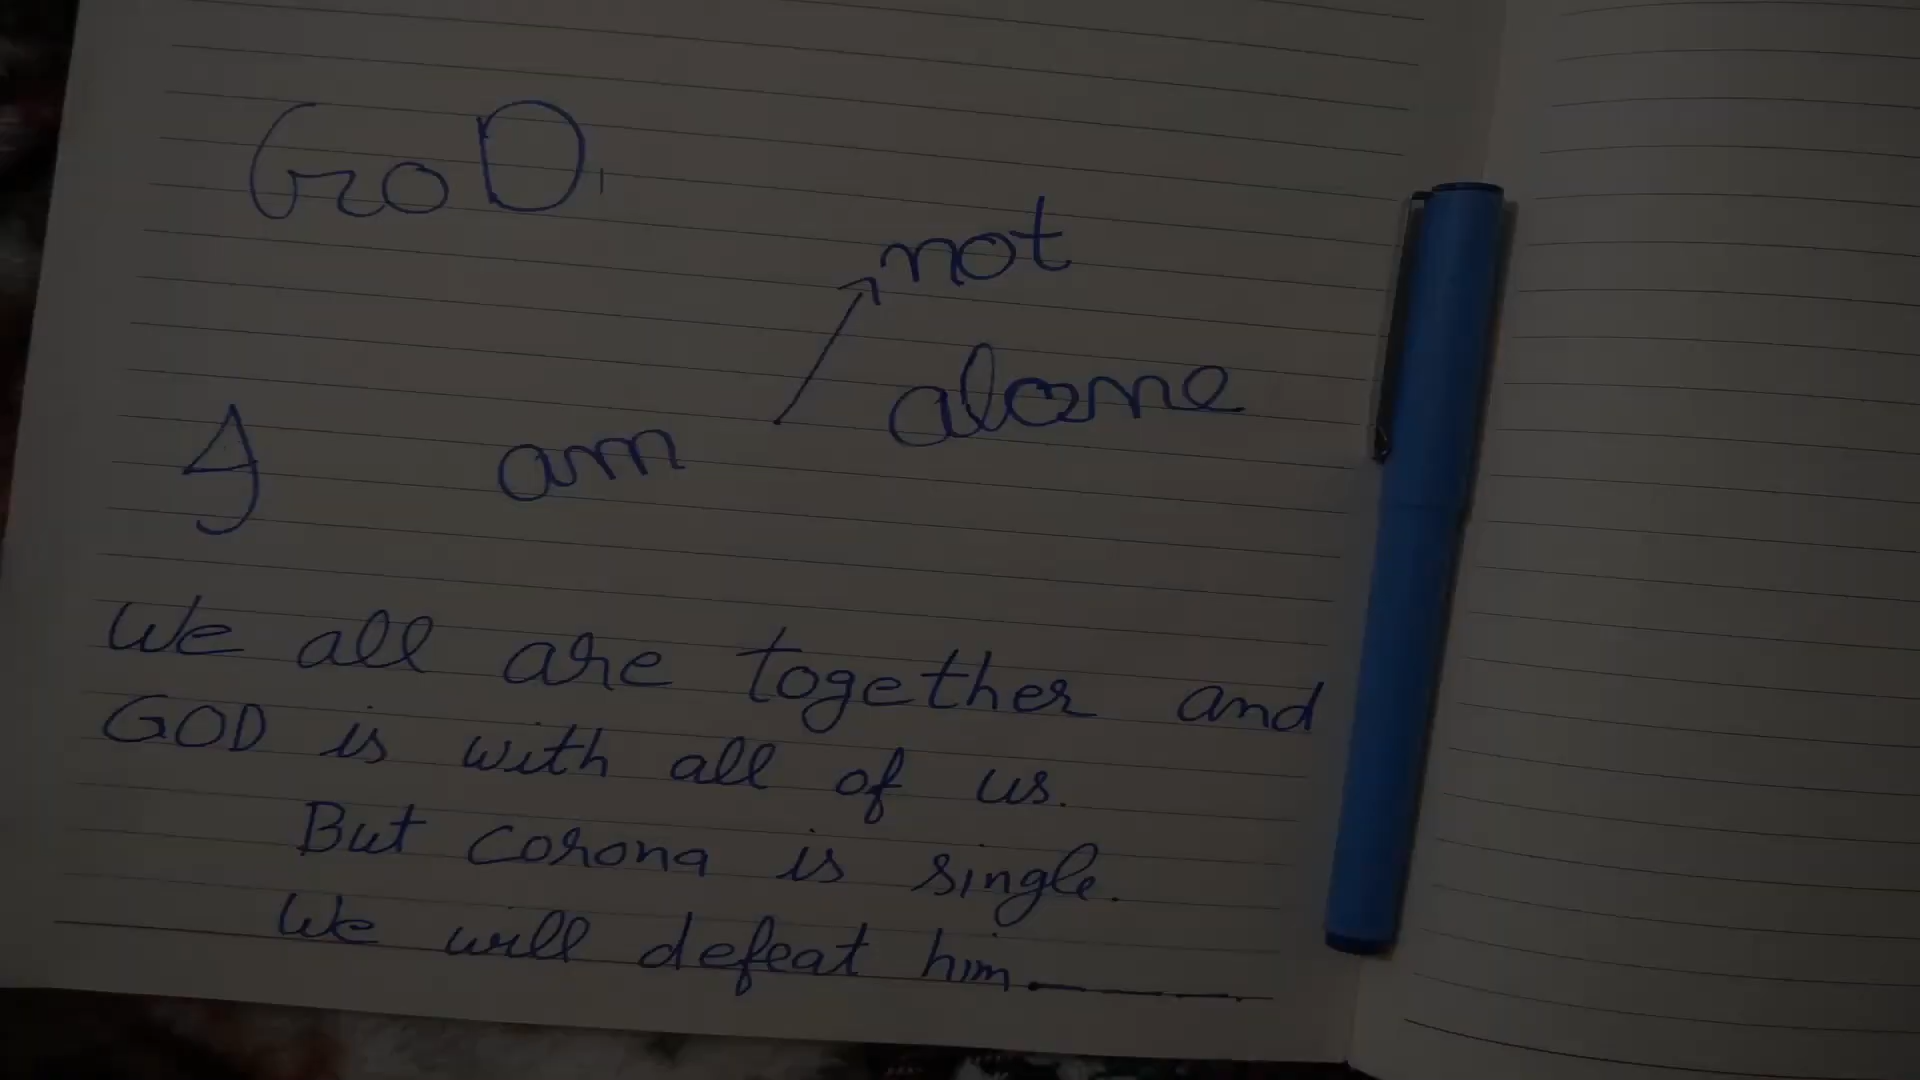 GOD,
I am not alone
We all are together and
GOD is with all of us.
But corona is single.
We will defeat him